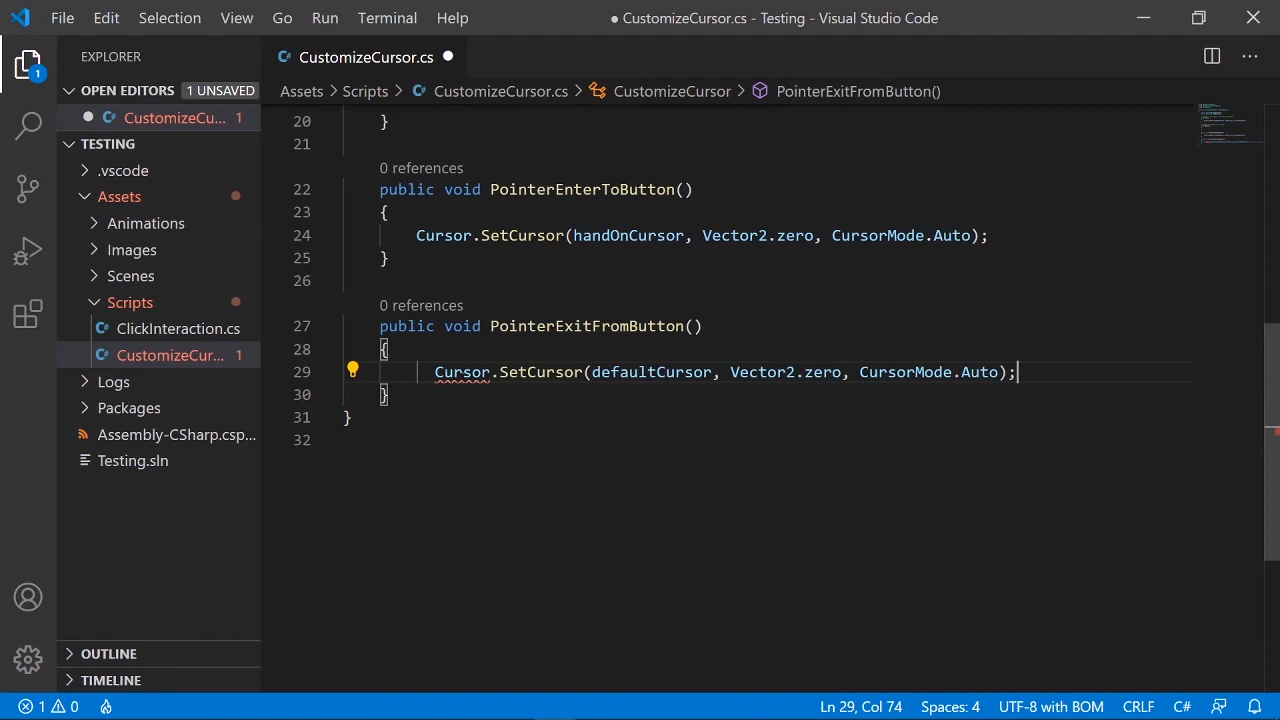 File Edit Selection View Go Run Terminal Help ● CustomizeCursor.cs - Testing - Visual Studio Code
EXPLORER
OPEN EDITORS 1 UNSAVED
CustomizeCu... 1
TESTING
.vscode
Assets
Animations
Images
Scenes
Scripts
ClickInteraction.cs
CustomizeCur... 1
Logs
Packages
Assembly-CSharp.csp...
Testing.sln
OUTLINE
TIMELINE
1
C# CustomizeCursor.cs
Assets > Scripts > C# CustomizeCursor.cs > CustomizeCursor > PointerExitFromButton()
20 }
21
0 references
22 public void PointerEnterToButton()
23 {
24 Cursor.SetCursor(handOnCursor, Vector2.zero, CursorMode.Auto);
25 }
26
0 references
27 public void PointerExitFromButton()
28 {
29 Cursor.SetCursor(defaultCursor, Vector2.zero, CursorMode.Auto);
30 }
31 }
32
1 0 Ln 29, Col 74 Spaces: 4 UTF-8 with BOM CRLF C#